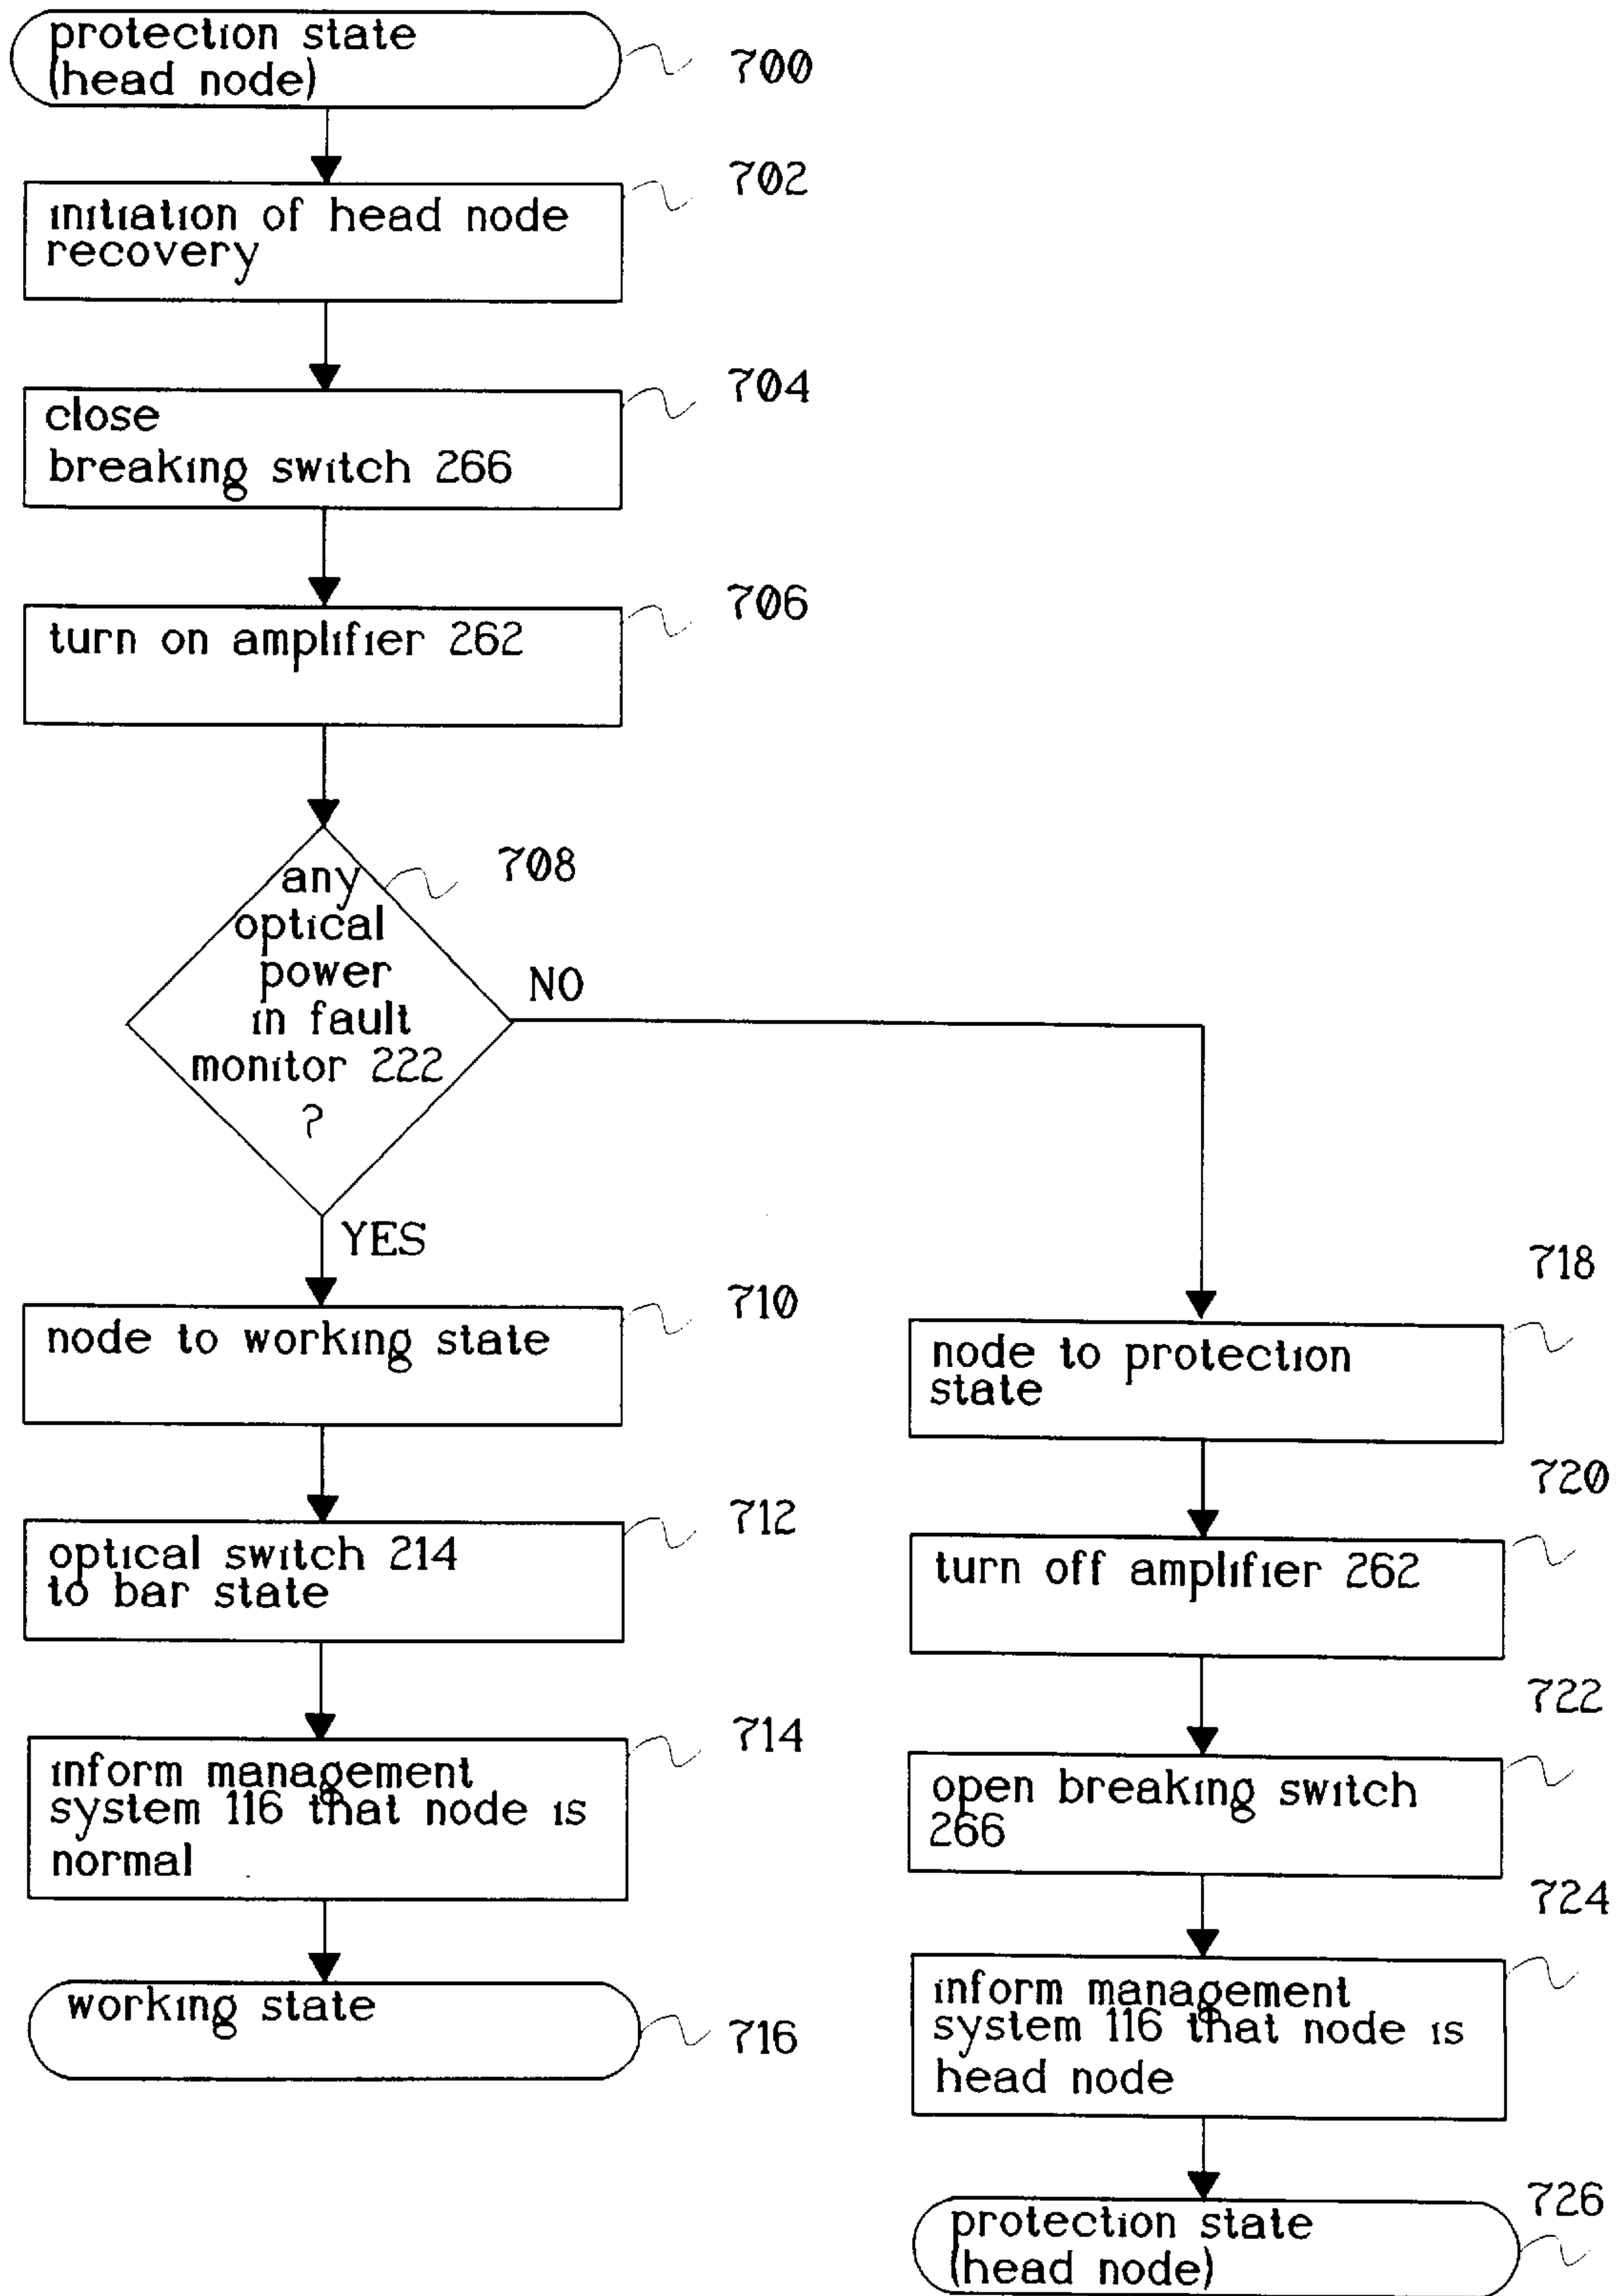 protection state
(head node)
700
702
initiation of head node
recovery
704
close
breaking switch 266
706
turn on amplifier 262
708
any
optical
power
in fault
monitor 222
?
NO
YES
710
node to working state
712
optical switch 214
to bar state
714
inform management
system 116 that node is
normal
working state
716
718
node to protection
state
720
turn off amplifier 262
722
open breaking switch
266
724
inform management
system 116 that node is
head node
726
protection state
(head node)